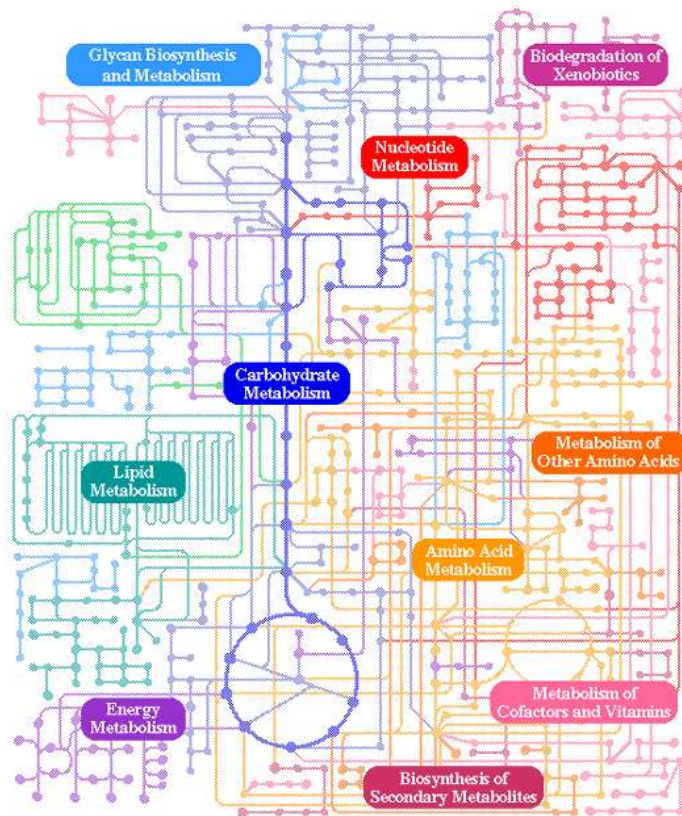 Glycan Biosynthesis
and Metabolism
Biodegradation of
Xenobiotics
Nucleotide
Metabolism
Carbohydrate
Metabolism
Lipid
Metabolism
Metabolism of
Other Amino Acids
Amino Acid
Metabolism
Energy
Metabolism
Metabolism of
Cofactors and Vitamins
Biosynthesis of
Secondary Metabolites